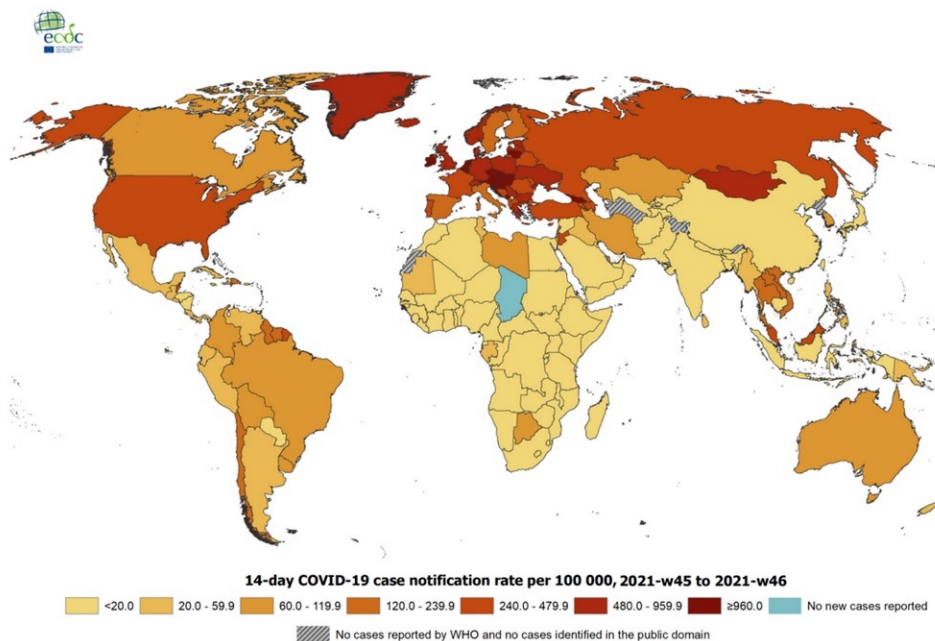 ecdc
14-day COVID-19 case notification rate per 100 000, 2021-w45 to 2021-w46
<20.0 20.0 - 59.9 60.0 - 119.9 120.0 - 239.9 240.0 - 479.9 480.0 - 959.9 ≥960.0 No new cases reported
No cases reported by WHO and no cases identified in the public domain